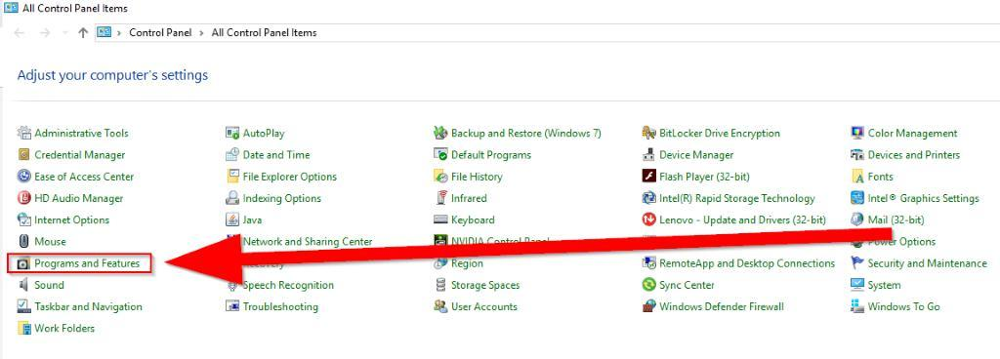 All Control Panel Items
Control Panel > All Control Panel Items
Adjust your computer's settings
Administrative Tools AutoPlay Backup and Restore (Windows 7) BitLocker Drive Encryption Color Management
Credential Manager Date and Time Default Programs Device Manager Devices and Printers
Ease of Access Center File Explorer Options File History Flash Player (32-bit) Fonts
HD Audio Manager Indexing Options Infrared Intel(R) Rapid Storage Technology Intel® Graphics Settings
Internet Options Java Keyboard Lenovo - Update and Drivers (32-bit) Mail (32-bit)
Mouse Network and Sharing Center NVIDIA Control Panel Power Options
Programs and Features Recovery Region RemoteApp and Desktop Connections Security and Maintenance
Sound Speech Recognition Storage Spaces Sync Center System
Taskbar and Navigation Troubleshooting User Accounts Windows Defender Firewall Windows To Go
Work Folders